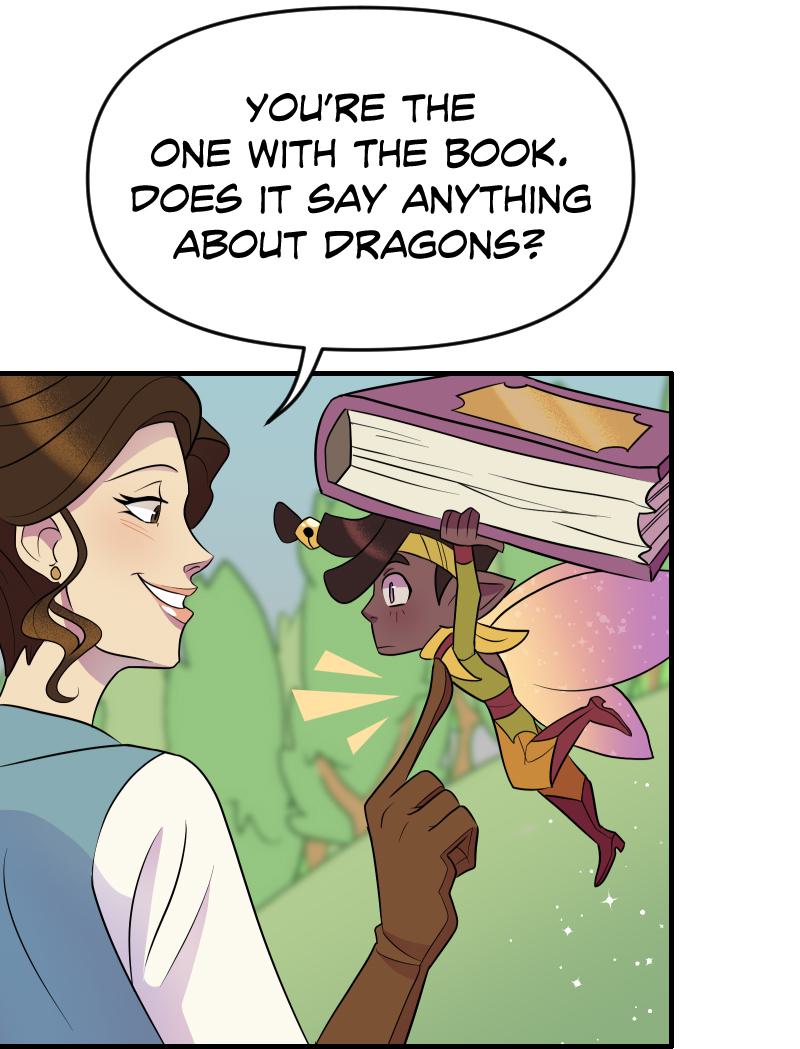 YOU'RE THE
ONE WITH THE BOOK.
DOES IT SAY ANYTHING
ABOUT DRAGONS?